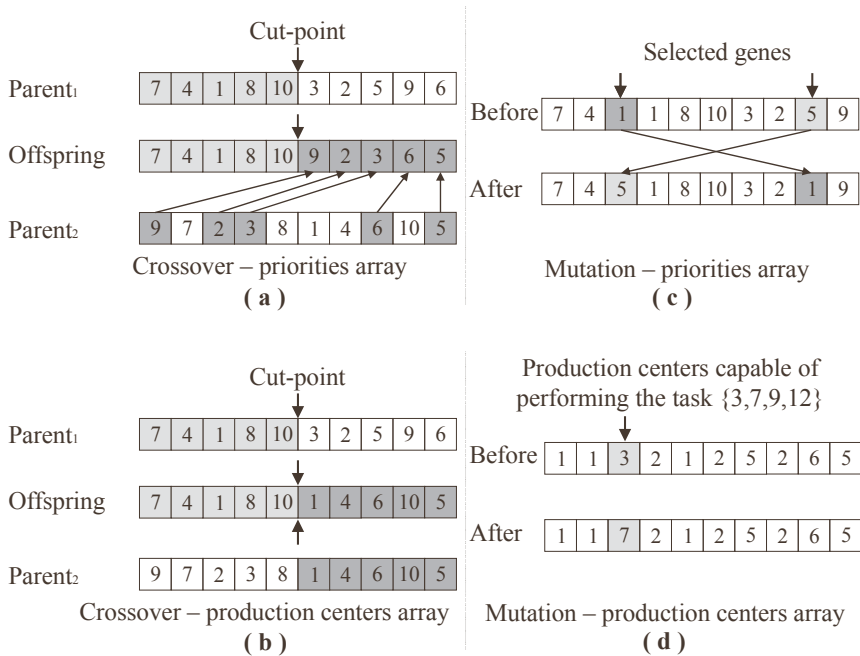 Cut-point
Parent1 7 4 1 8 10 3 2 5 9 6
Offspring 7 4 1 8 10 9 2 3 6 5
Parent2 9 7 2 3 8 1 4 6 10 5
Crossover – priorities array
( a )
Selected genes
Before 7 4 1 1 8 10 3 2 5 9
After 7 4 5 1 8 10 3 2 1 9
Mutation – priorities array
( c )
Cut-point
Parent1 7 4 1 8 10 3 2 5 9 6
Offspring 7 4 1 8 10 1 4 6 10 5
Parent2 9 7 2 3 8 1 4 6 10 5
Crossover – production centers array
( b )
Production centers capable of
performing the task {3,7,9,12}
Before 1 1 3 2 1 2 5 2 6 5
After 1 1 7 2 1 2 5 2 6 5
Mutation – production centers array
( d )